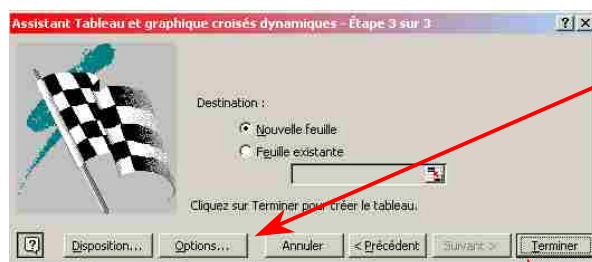 Assistant Tableau et graphique croisés dynamiques - Étape 3 sur 3
Destination :
Nouvelle feuille
Feuille existante
Cliquez sur Terminer pour créer le tableau.
Disposition... Options... Annuler < Précédent Suivant > Terminer